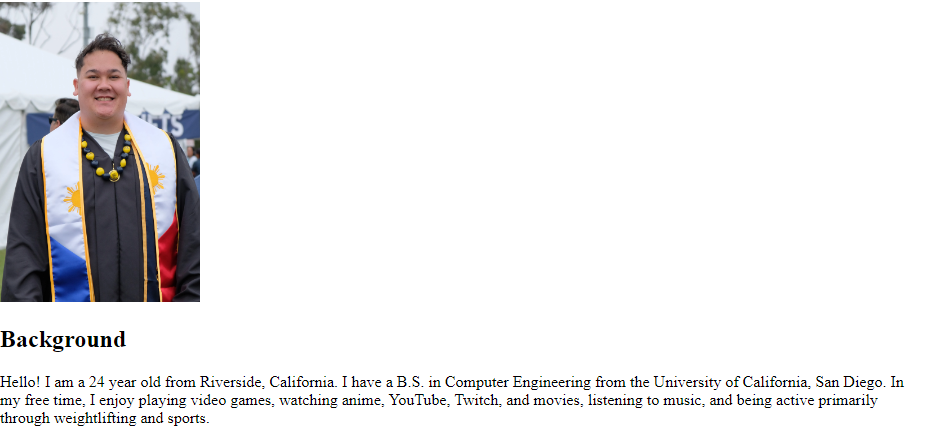 Background
Hello! I am a 24 year old from Riverside, California. I have a B.S. in Computer Engineering from the University of California, San Diego. In
my free time, I enjoy playing video games, watching anime, YouTube, Twitch, and movies, listening to music, and being active primarily
through weightlifting and sports.